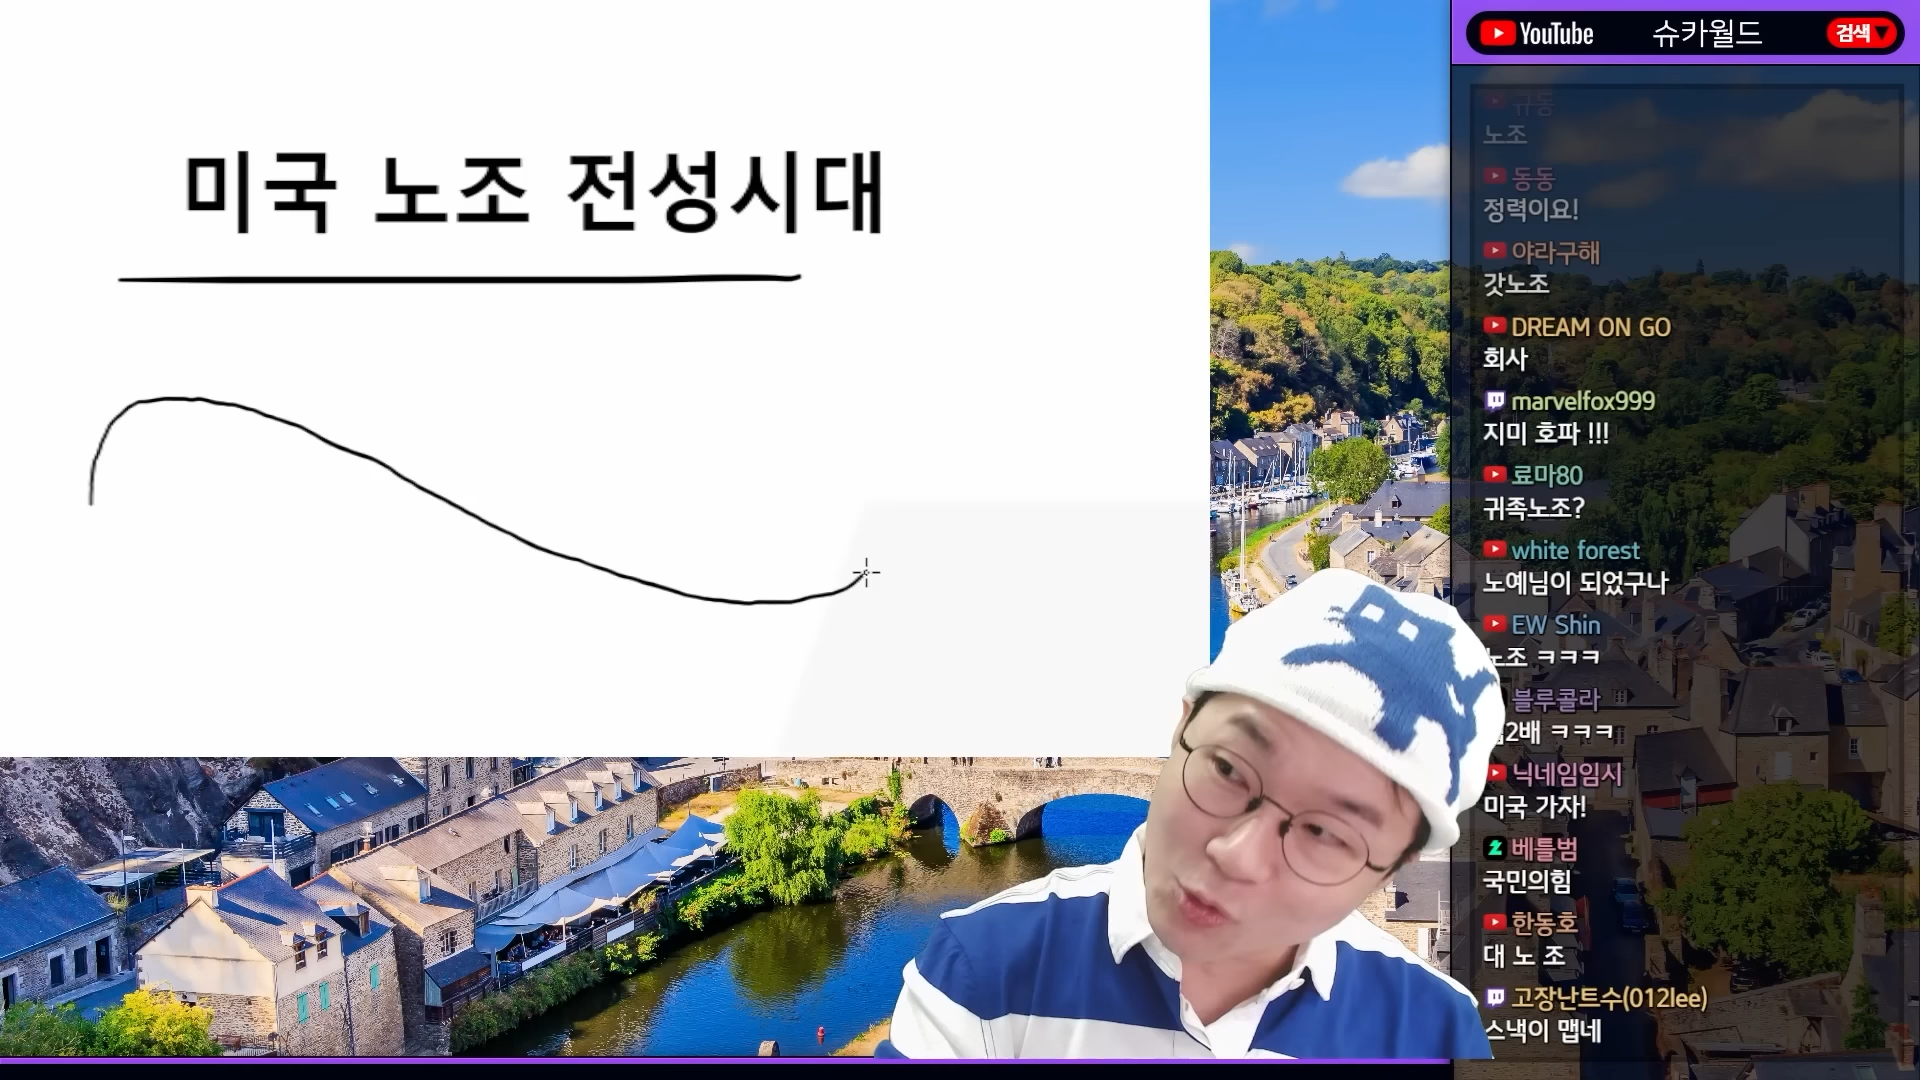 미국 노조 전성시대
YouTube 슈카월드 검색
규동
노조
동동
정력이요!
야라구해
갓노조
DREAM ON GO
회사
marvelfox999
지미 호파 !!!
료마80
귀족노조?
white forest
노예님이 되었구나
EW Shin
노조 ㅋㅋㅋ
블루콜라
2배 ㅋㅋㅋ
닉네임임시
미국 가자!
베틀범
국민의힘
한동호
대 노 조
고장난트수(012lee)
스낵이 맵네